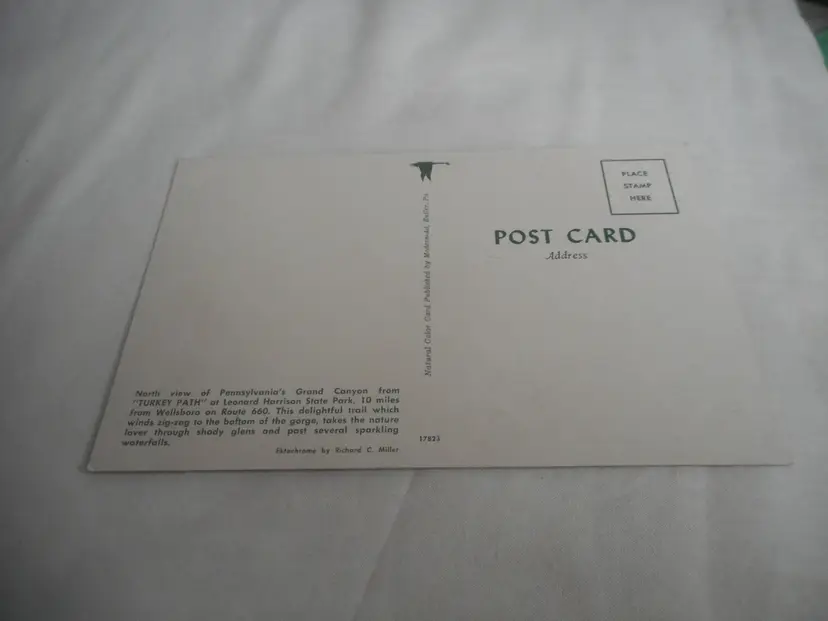 PLACE
STAMP
HERE
POST CARD
Address
Natural Color Card Published by
North view of Pennsylvania's Grand Canyon from
"TURKEY PATH" at Leonard Harrison State Park, 10 miles
from Wellsboro on Route 660. This delightful trail which
winds zig-zag to the bottom of the gorge, takes the nature
lover through shady glens and past several sparkling
waterfalls.
Ektachrome by Richard C. Miller